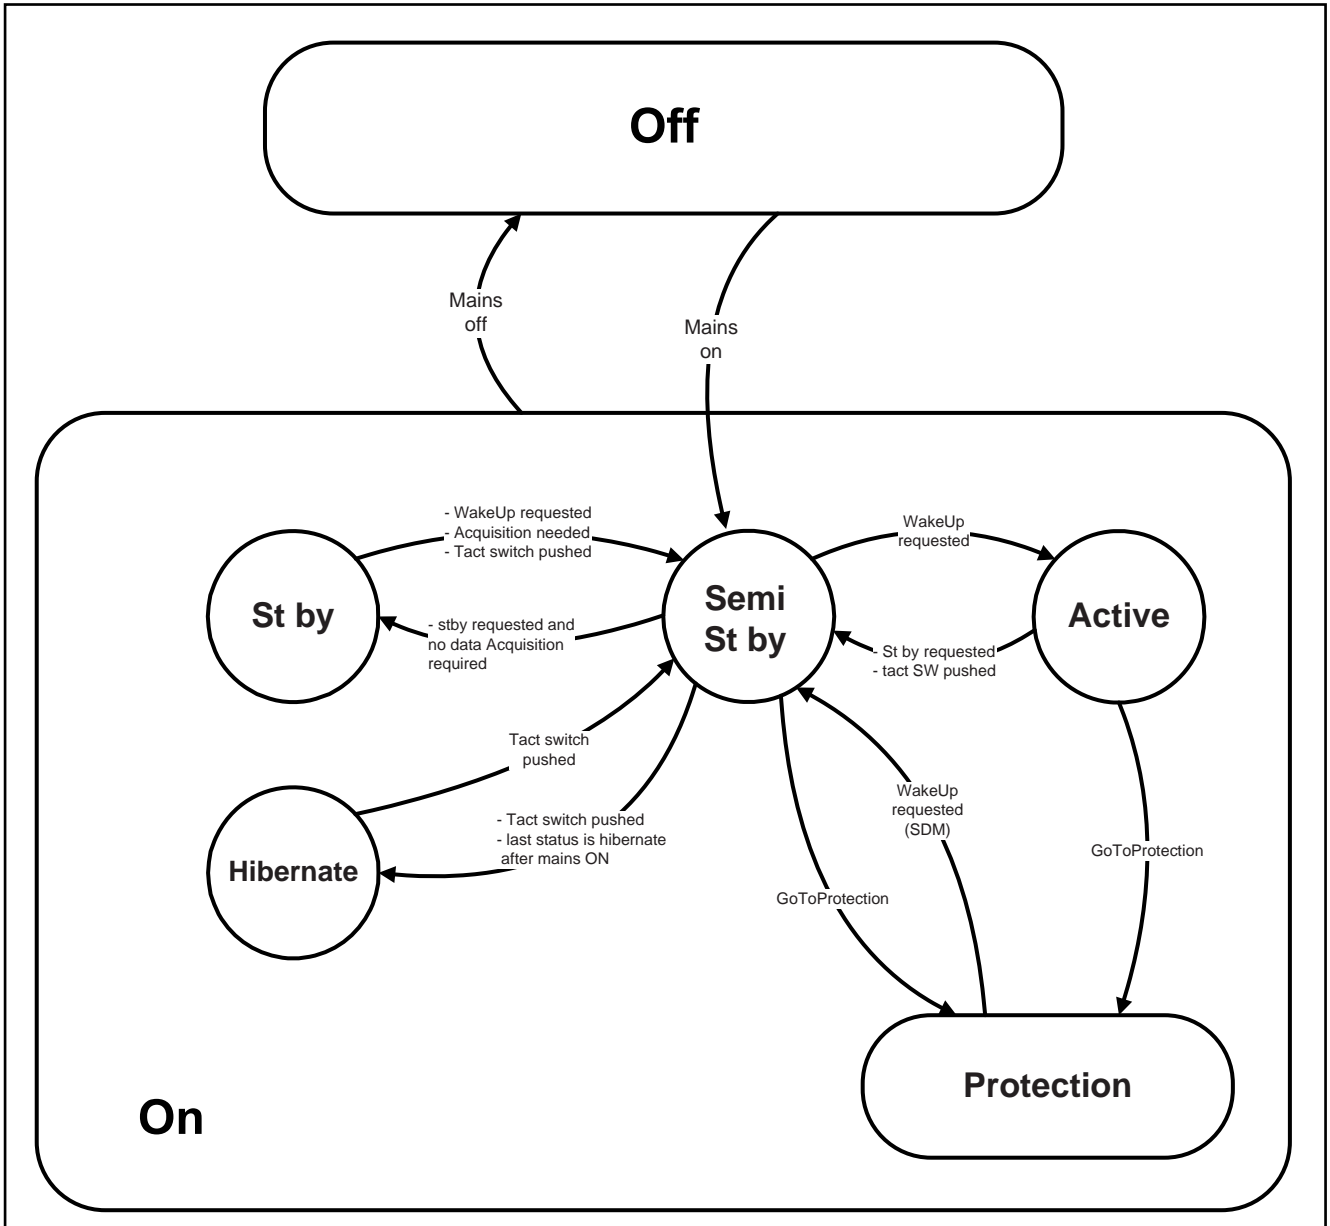 Off
Mains
off
Mains
on
- WakeUp requested
- Acquisition needed
- Tact switch pushed
WakeUp
requested
St by
Semi
St by
Active
- stby requested and
no data Acquisition
required
- St by requested
- tact SW pushed
Tact switch
pushed
WakeUp
requested
(SDM)
- Tact switch pushed
- last status is hibernate
after mains ON
GoToProtection
Hibernate
GoToProtection
Protection
On